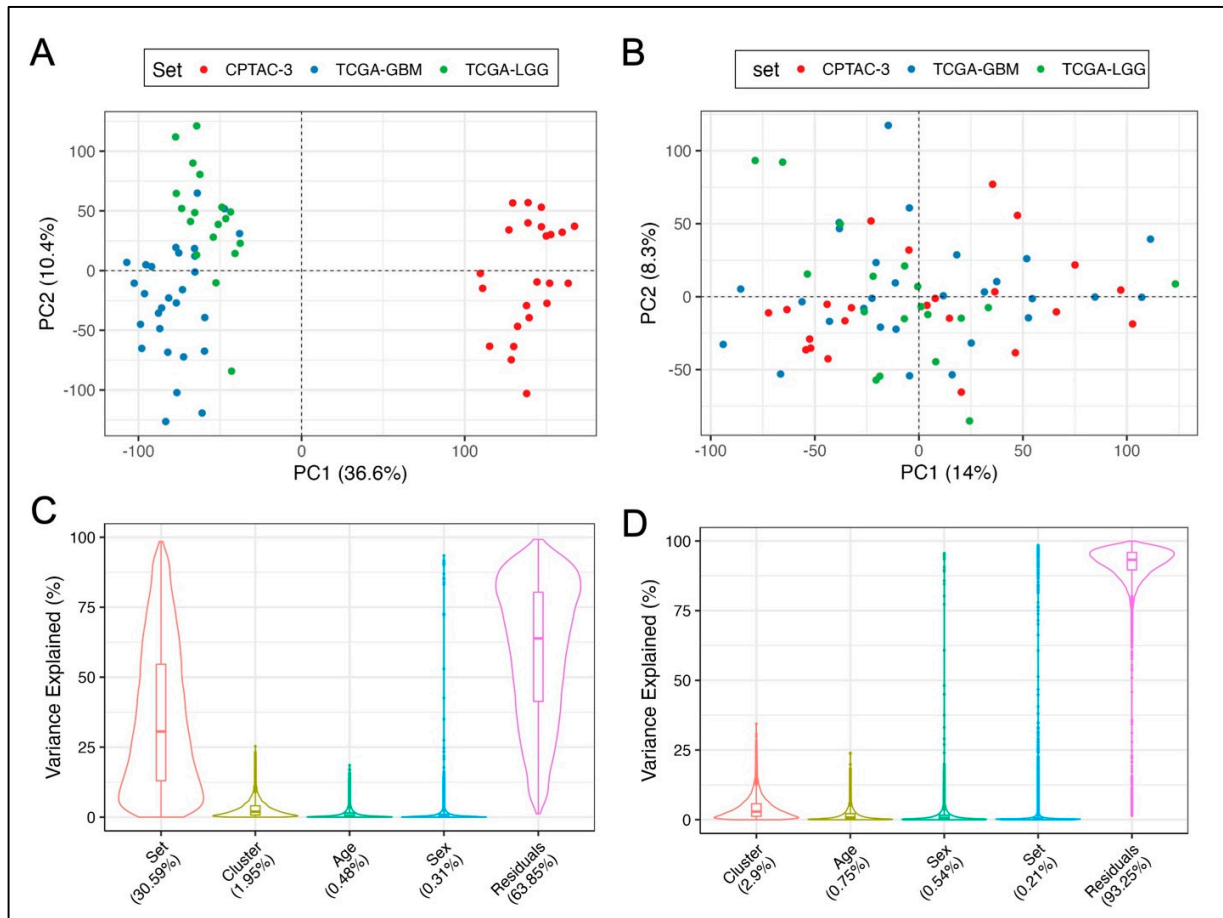 A
Set CPTAC-3 TCGA-GBM TCGA-LGG
PC2 (10.4%)
100
50
0
-50
-100
-100 0 100
PC1 (36.6%)
B
set CPTAC-3 TCGA-GBM TCGA-LGG
PC2 (8.3%)
100
50
0
-50
-100 -50 0 50 100
PC1 (14%)
C
Variance Explained (%)
100
75
50
25
0
Set
(30.59%)
Cluster
(1.95%)
Age
(0.48%)
Sex
(0.31%)
Residuals
(63.85%)
D
Variance Explained (%)
100
75
50
25
0
Cluster
(2.9%)
Age
(0.75%)
Sex
(0.54%)
Set
(0.21%)
Residuals
(93.25%)